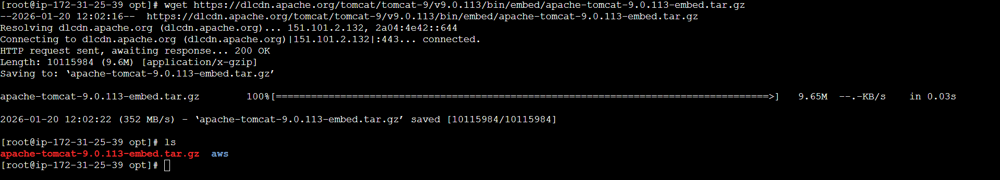 [root@ip-172-31-25-39 opt]# wget https://dlcdn.apache.org/tomcat/tomcat-9/v9.0.113/bin/embed/apache-tomcat-9.0.113-embed.tar.gz
--2026-01-20 12:02:16--  https://dlcdn.apache.org/tomcat/tomcat-9/v9.0.113/bin/embed/apache-tomcat-9.0.113-embed.tar.gz
Resolving dlcdn.apache.org (dlcdn.apache.org)... 151.101.2.132, 2a04:4e42::644
Connecting to dlcdn.apache.org (dlcdn.apache.org)|151.101.2.132|:443... connected.
HTTP request sent, awaiting response... 200 OK
Length: 10115984 (9.6M) [application/x-gzip]
Saving to: ‘apache-tomcat-9.0.113-embed.tar.gz’
apache-tomcat-9.0.113-embed.tar.gz        100%[====================================================================================>]   9.65M  --.-KB/s    in 0.03s
2026-01-20 12:02:22 (352 MB/s) - ‘apache-tomcat-9.0.113-embed.tar.gz’ saved [10115984/10115984]
[root@ip-172-31-25-39 opt]# ls
apache-tomcat-9.0.113-embed.tar.gz  aws
[root@ip-172-31-25-39 opt]#